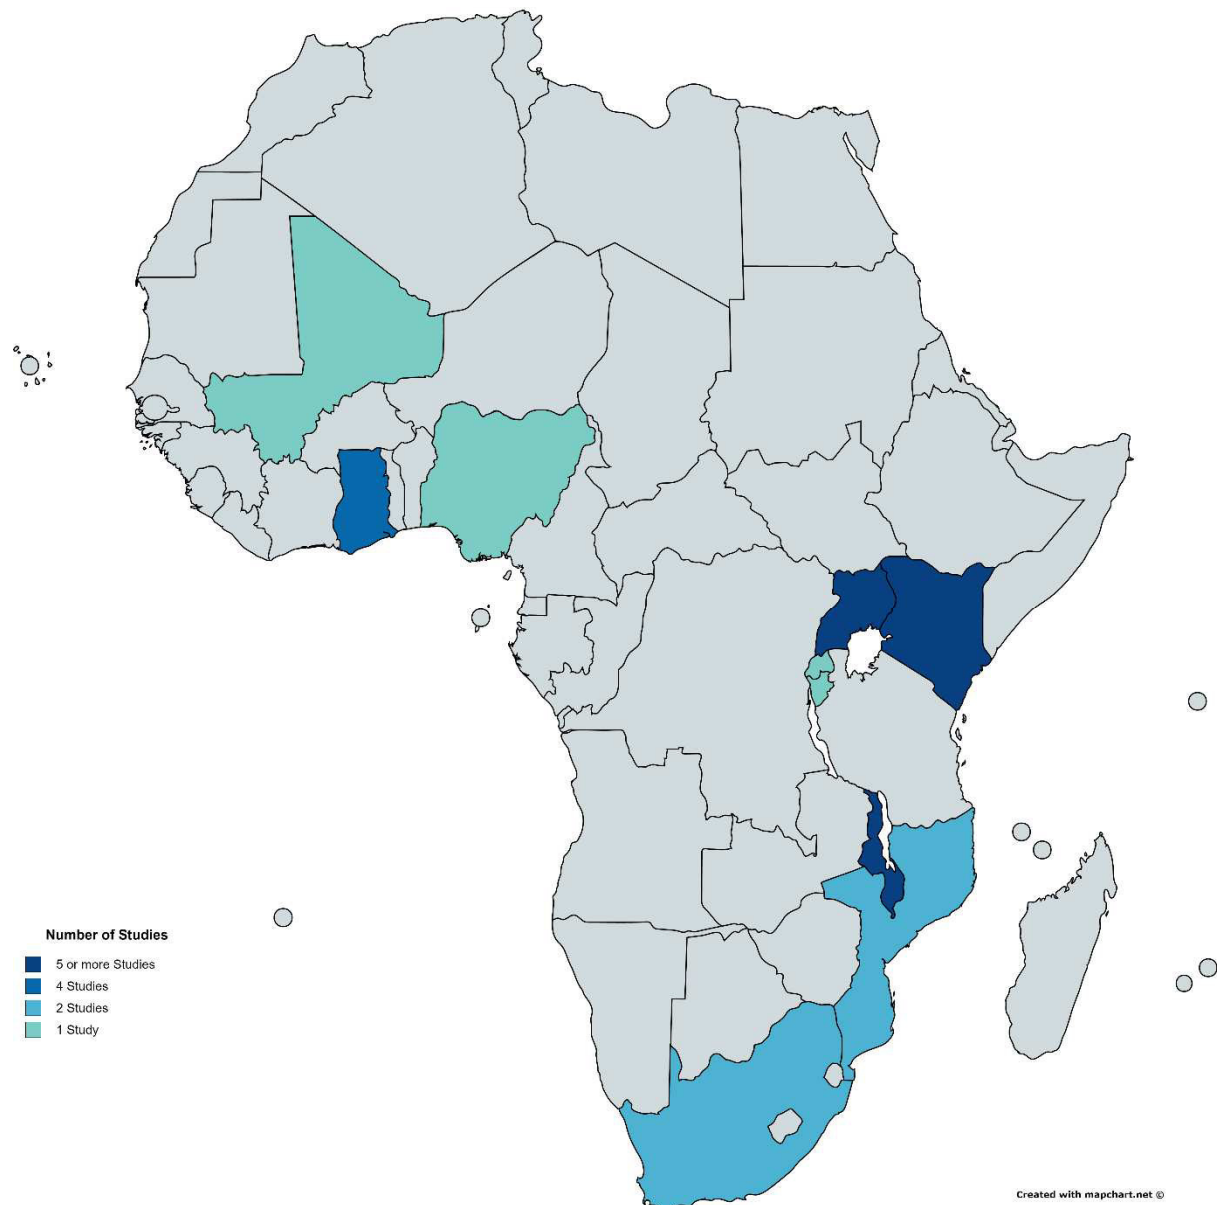 Number of Studies
5 or more Studies
4 Studies
2 Studies
1 Study
Created with mapchart.net ©